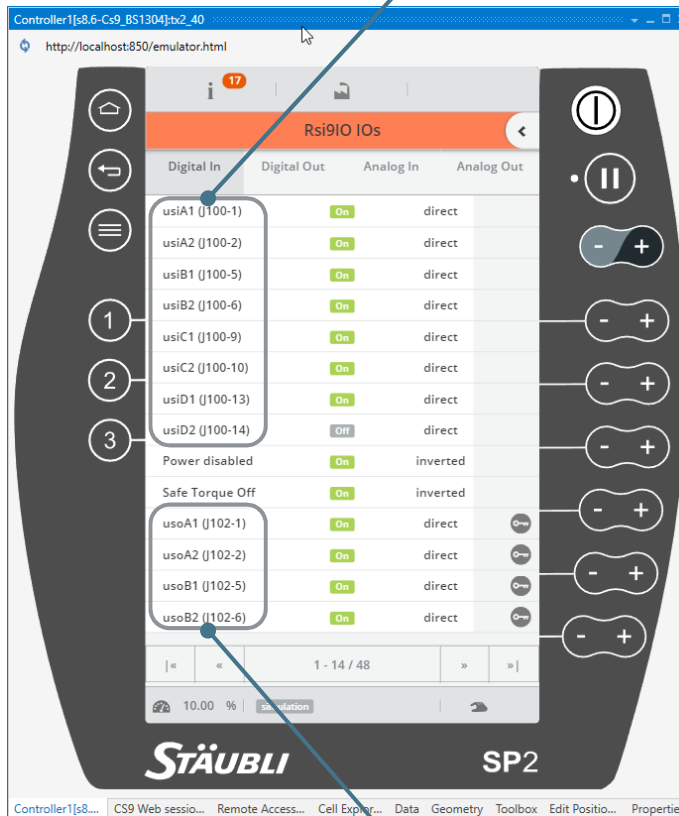 Controller1[s8.6-Cs9_BS1304]:tx2_40
http://localhost:850/emulator.html
i 17
Rsi9IO IOs
Digital In Digital Out Analog In Analog Out
usiA1 (J100-1) On direct
usiA2 (J100-2) On direct
usiB1 (J100-5) On direct
usiB2 (J100-6) On direct
usiC1 (J100-9) On direct
usiC2 (J100-10) On direct
usiD1 (J100-13) On direct
usiD2 (J100-14) Off direct
Power disabled On inverted
Safe Torque Off On inverted
usoA1 (J102-1) On direct
usoA2 (J102-2) On direct
usoB1 (J102-5) On direct
usoB2 (J102-6) On direct
|« « 1 - 14 / 48 » »|
10.00 % simulation
1
2
3
- +
- +
- +
- +
- +
- +
- +
STÄUBLI SP2
Controller1[s8.... CS9 Web sessio... Remote Access... Cell Explor... Data Geometry Toolbox Edit Positio... Propertie